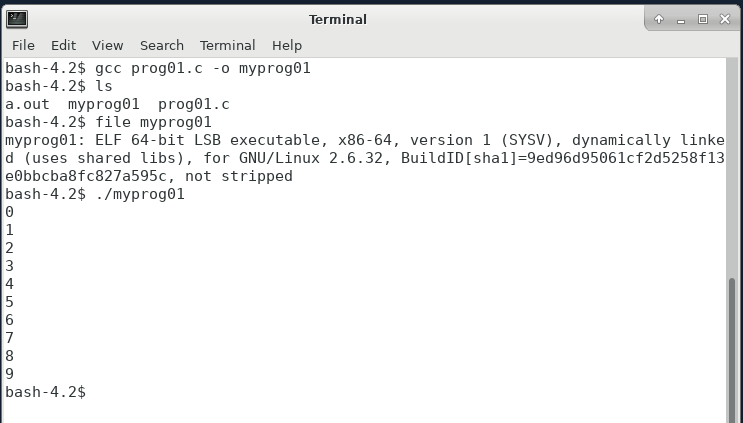 Terminal
File Edit View Search Terminal Help
bash-4.2$ gcc prog01.c -o myprog01
bash-4.2$ ls
a.out  myprog01  prog01.c
bash-4.2$ file myprog01
myprog01: ELF 64-bit LSB executable, x86-64, version 1 (SYSV), dynamically linke
d (uses shared libs), for GNU/Linux 2.6.32, BuildID[sha1]=9ed96d95061cf2d5258f13
e0bbcba8fc827a595c, not stripped
bash-4.2$ ./myprog01
0
1
2
3
4
5
6
7
8
9
bash-4.2$